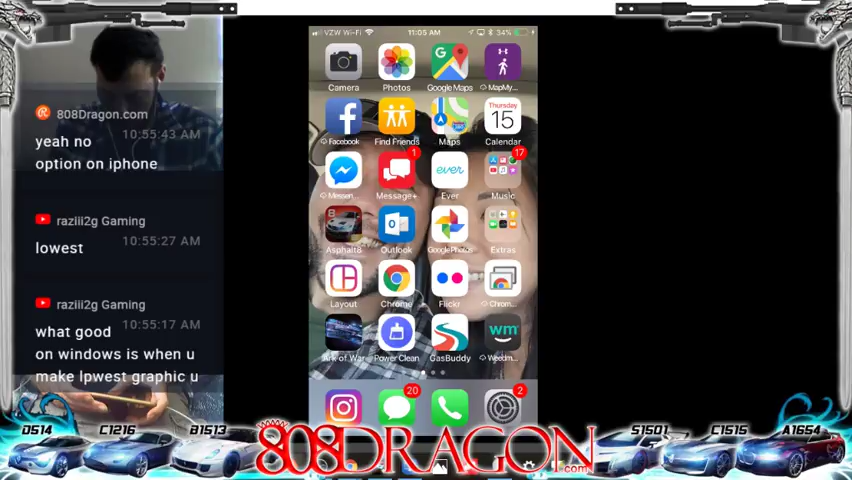 808Dragon.com
yeah no 10:55:43 AM
option on iphone
raziii2g Gaming
lowest 10:55:27 AM
raziii2g Gaming
what good 10:55:17 AM
on windows is when u
make lpwest graphic u
VZW Wi-Fi 11:05 AM 34%
Camera Photos Google Maps MapMy...
Facebook Find Friends Maps Thursday 15 Calendar
Messen... 1 Message+ ever Ever 17 Music
8 Asphalt8 Outlook GooglePhotos Extras
Layout Chrome Flickr Chrom...
Ark of War Power Clean GasBuddy wm Weedm...
20 2
D514 C1216 B1513 808DRAGON.com S1501 C1515 A1654